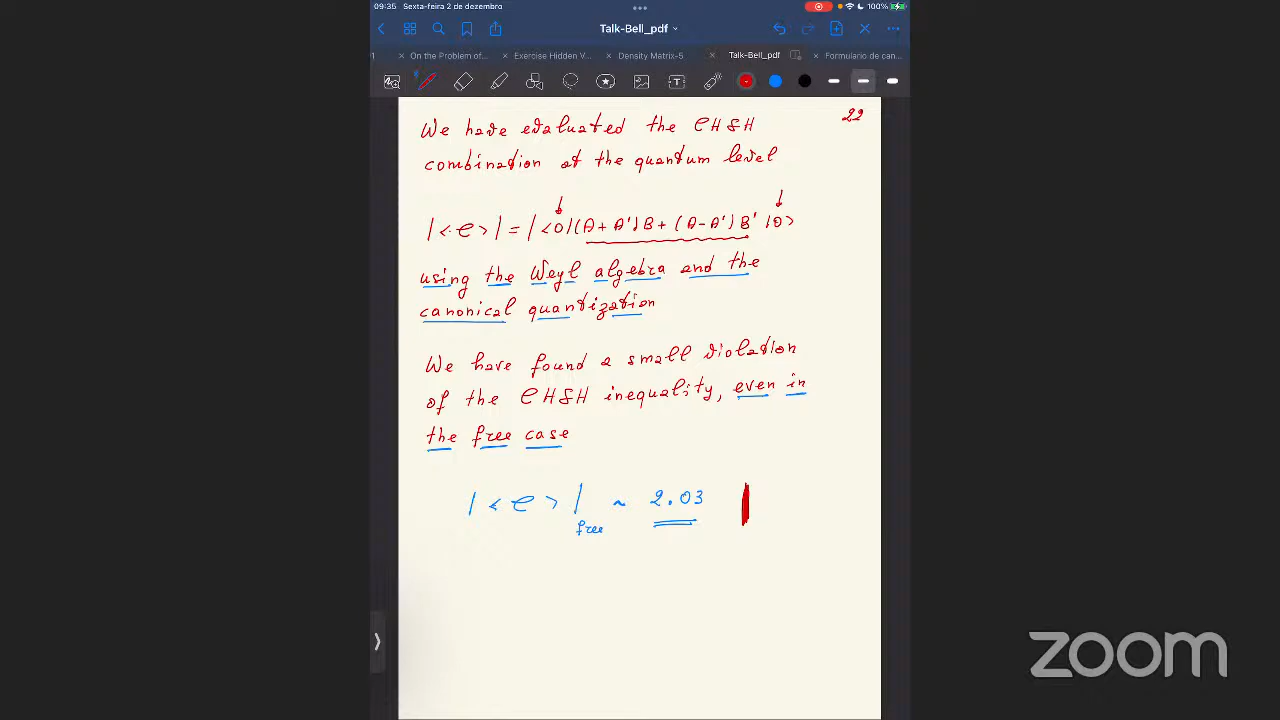 09:35 Sexta-feira 2 de dezembro
100%
Talk-Bell_pdf
On the Problem of...
Exercise Hidden V...
Density Matrix-5
Talk-Bell_pdf
Formulario de can
22
We have evaluated the CHSH
combination at the quantum level
|<C>| = |<0|(A+A')B+(A-A')B'|0>
using the Weyl algebra and the
canonical quantization
We have found a small violation
of the CHSH inequality, even in
the free case
|<C>|free ~ 2.03
zoom